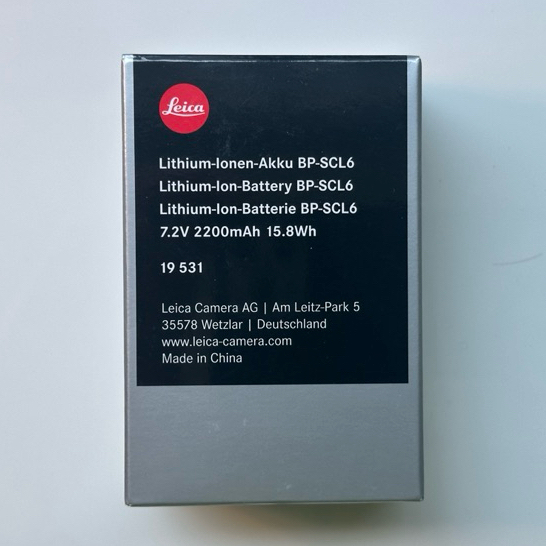 Leica
Lithium-Ionen-Akku BP-SCL6
Lithium-Ion-Battery BP-SCL6
Lithium-Ion-Batterie BP-SCL6
7.2V 2200mAh 15.8Wh
19 531
Leica Camera AG | Am Leitz-Park 5
35578 Wetzlar | Deutschland
www.leica-camera.com
Made in China